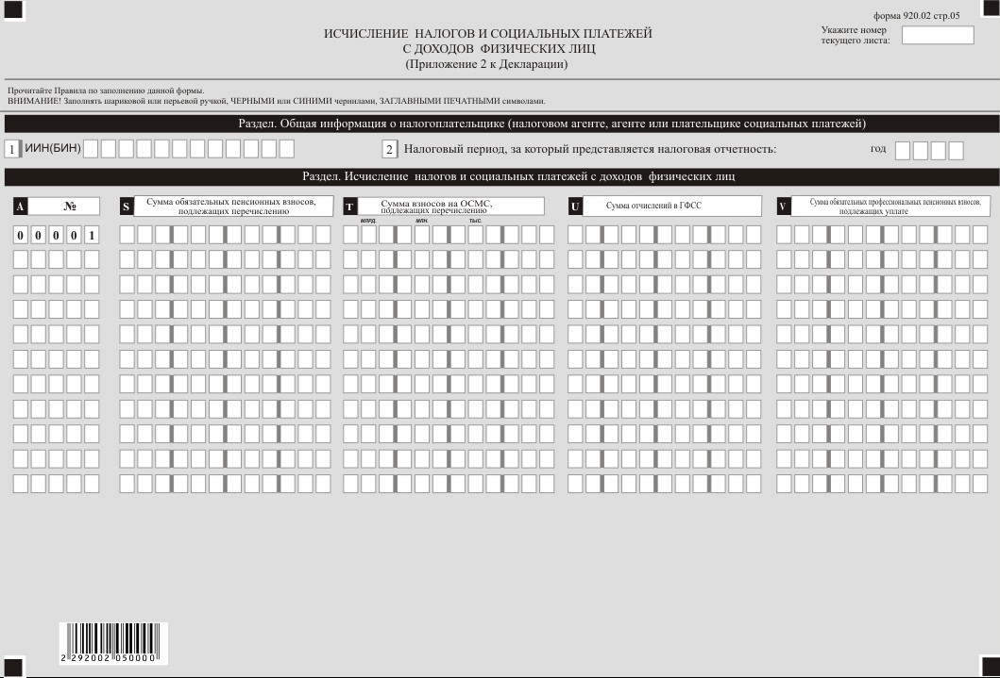 форма 920.02 стр.05
ИСЧИСЛЕНИЕ НАЛОГОВ И СОЦИАЛЬНЫХ ПЛАТЕЖЕЙ
С ДОХОДОВ ФИЗИЧЕСКИХ ЛИЦ
(Приложение 2 к Декларации)
Укажите номер
текущего листа:
Прочитайте Правила по заполнению данной формы.
ВНИМАНИЕ! Заполнять шариковой или перьевой ручкой, ЧЕРНЫМИ или СИНИМИ чернилами, ЗАГЛАВНЫМИ ПЕЧАТНЫМИ символами.
Раздел. Общая информация о налогоплательщике (налоговом агенте, агенте или плательщике социальных платежей)
1 ИИН(БИН)
2 Налоговый период, за который представляется налоговая отчетность: год
Раздел. Исчисление налогов и социальных платежей с доходов физических лиц
A №
S Сумма обязательных пенсионных взносов,
подлежащих перечислению
T Сумма взносов на ОСМС,
подлежащих перечислению
U Сумма отчислений в ГФСС
V Сумма обязательных профессиональных пенсионных взносов,
подлежащих уплате
МЛРД. МЛН. ТЫС.
0 0 0 0 1
2 292002 050000